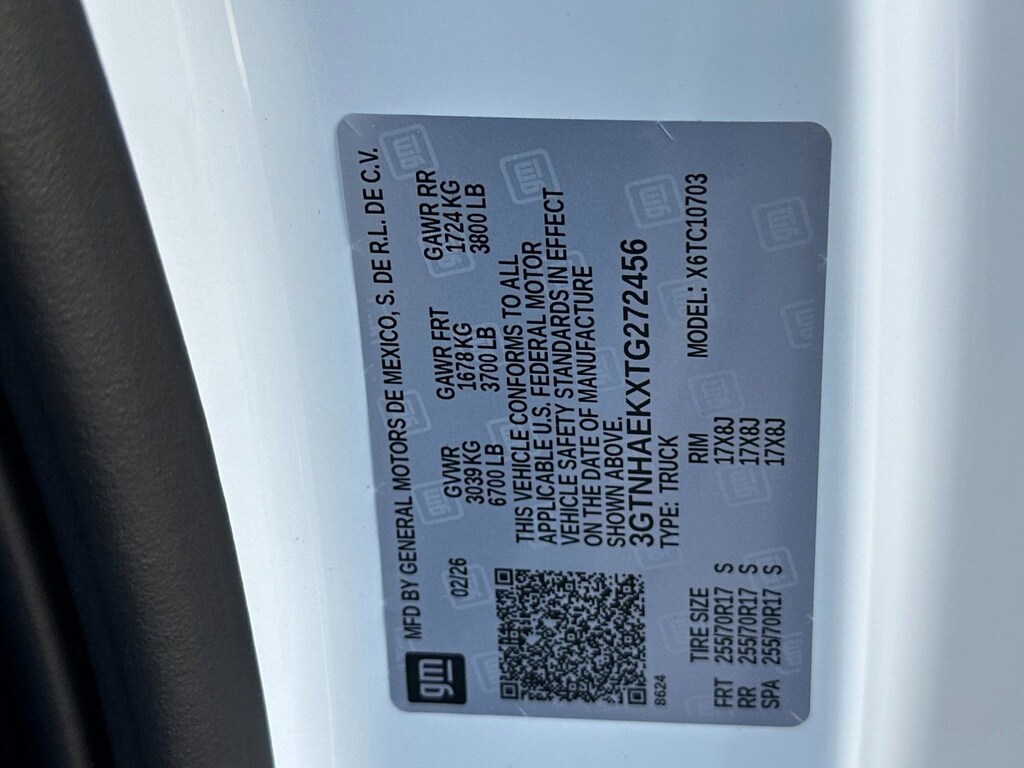 gm MFD BY GENERAL MOTORS DE MEXICO, S. DE R.L. DE C.V.
02/26 GVWR GAWR FRT GAWR RR
3039 KG 1678 KG 1724 KG
6700 LB 3700 LB 3800 LB
THIS VEHICLE CONFORMS TO ALL
APPLICABLE U.S. FEDERAL MOTOR
VEHICLE SAFETY STANDARDS IN EFFECT
ON THE DATE OF MANUFACTURE
SHOWN ABOVE.
3GTNHAEKXTG272456
8624 TYPE: TRUCK
TIRE SIZE RIM MODEL: X6TC10703
FRT 255/70R17 S 17X8J
RR 255/70R17 S 17X8J
SPA 255/70R17 S 17X8J